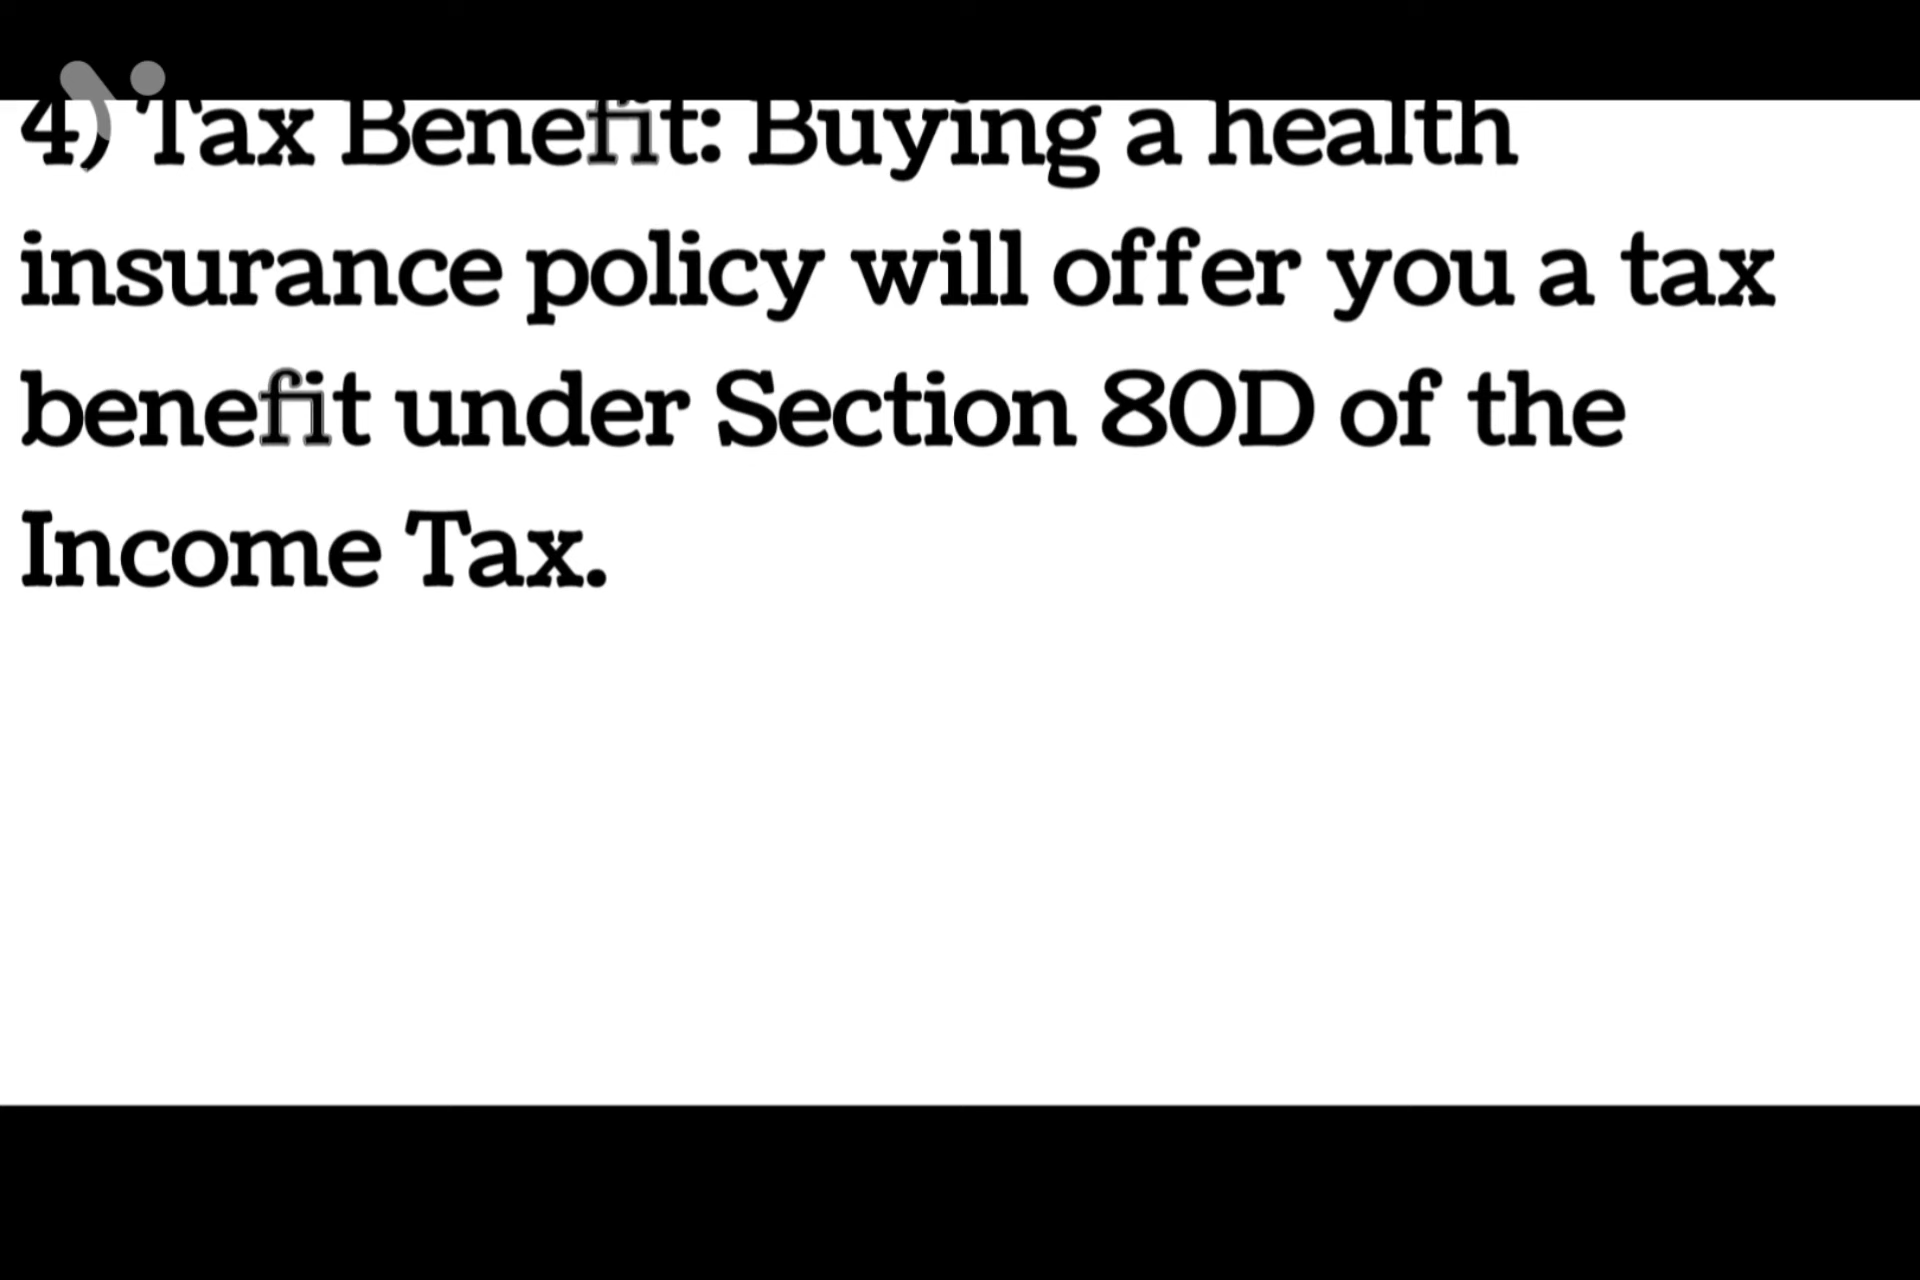 4) Tax Benefit: Buying a health
insurance policy will offer you a tax
benefit under Section 80D of the
Income Tax.